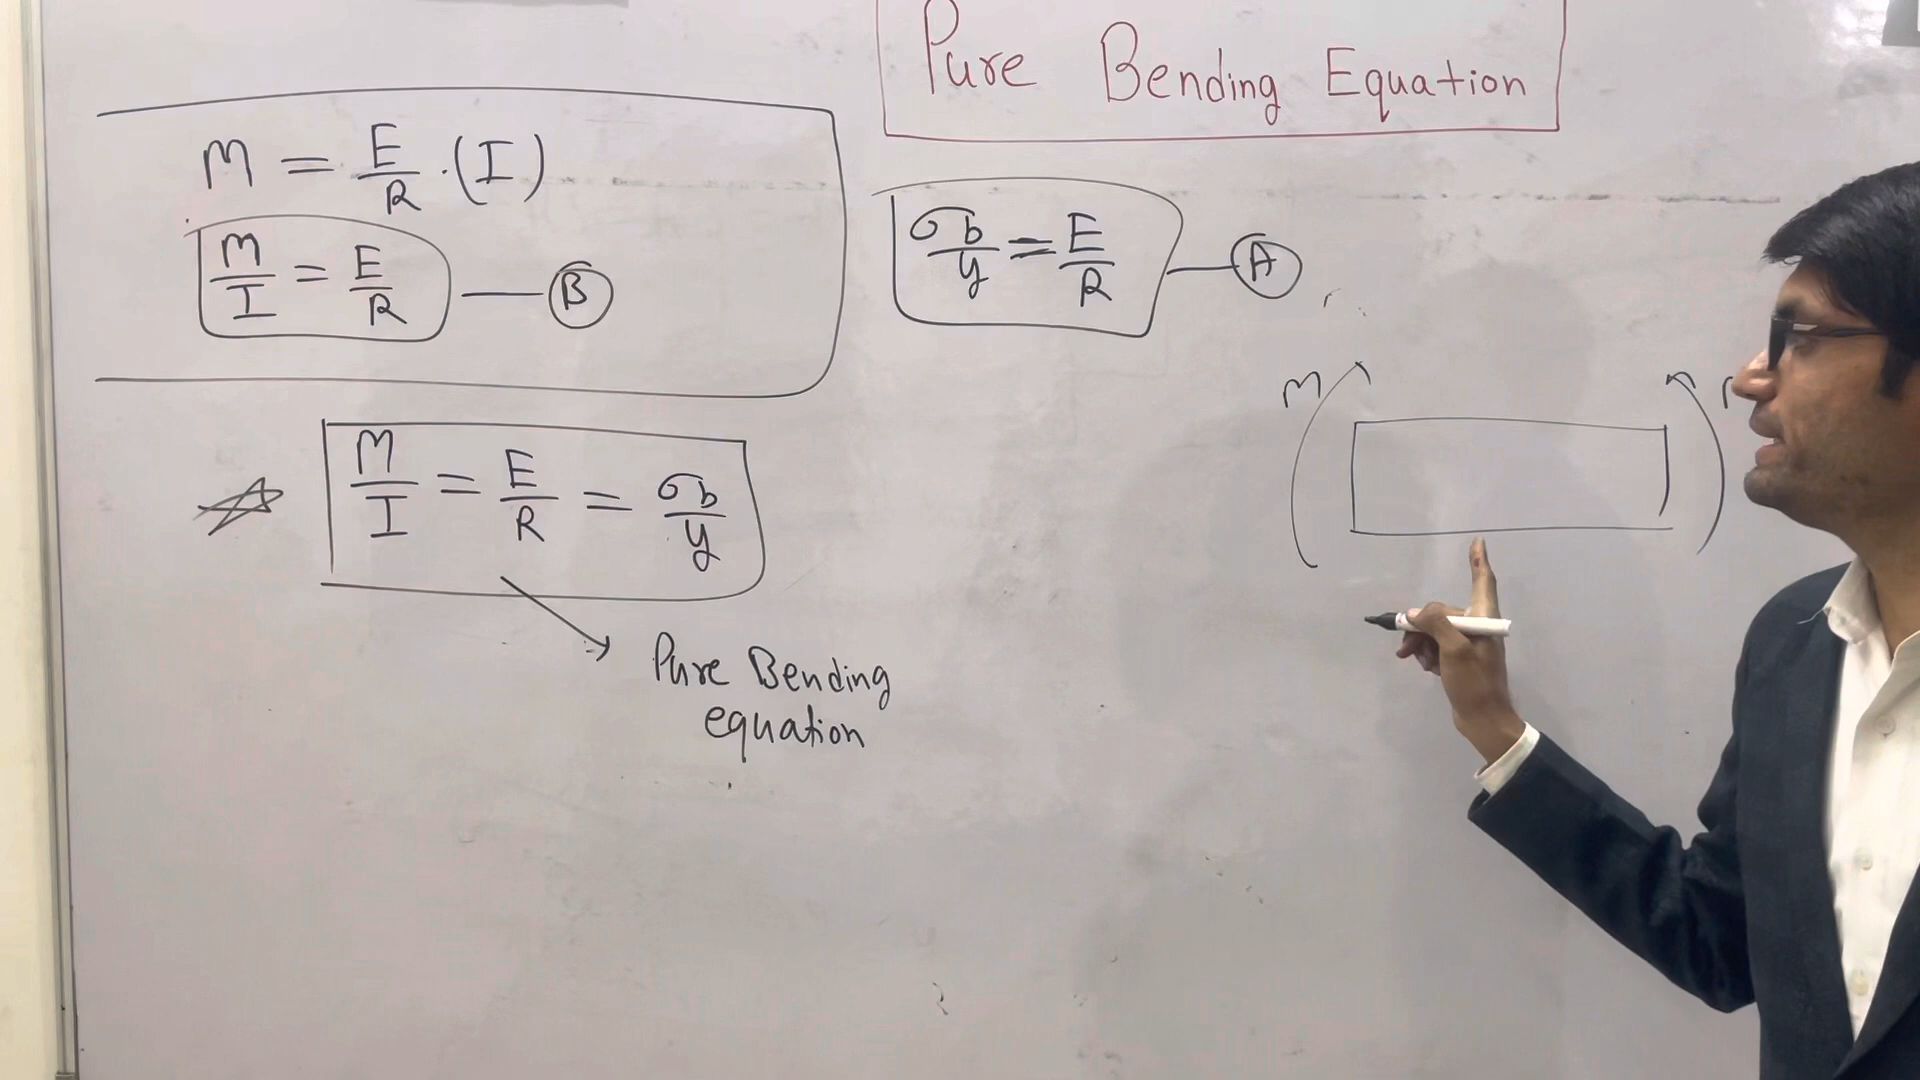 Pure Bending Equation
M = E/R · (I)
M/I = E/R — B
σb/y = E/R — A
M
M/I = E/R = σb/y
Pure Bending
equation